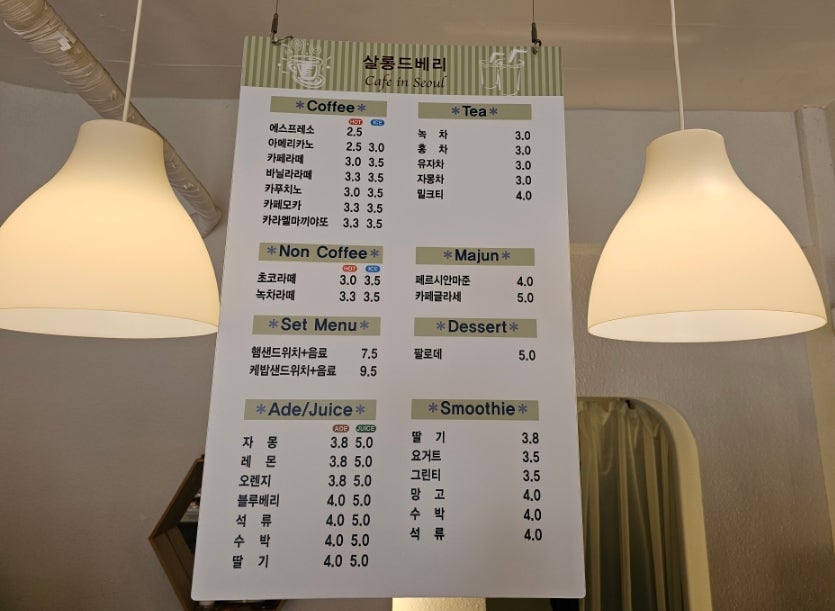 살롱드베리
Cafe in Seoul
*Coffee*
HOT ICE
에스프레소 2.5
아메리카노 2.5 3.0
카페라떼 3.0 3.5
바닐라라떼 3.3 3.5
카푸치노 3.0 3.5
카페모카 3.3 3.5
카라멜마끼야또 3.3 3.5
*Non Coffee*
HOT ICE
초코라떼 3.0 3.5
녹차라떼 3.3 3.5
*Set Menu*
햄샌드위치+음료 7.5
케밥샌드위치+음료 9.5
*Ade/Juice*
ADE JUICE
자 몽 3.8 5.0
레 몬 3.8 5.0
오렌지 3.8 5.0
블루베리 4.0 5.0
석 류 4.0 5.0
수 박 4.0 5.0
딸 기 4.0 5.0
*Tea*
녹 차 3.0
홍 차 3.0
유자차 3.0
자몽차 3.0
밀크티 4.0
*Majun*
페르시안마준 4.0
카페글라세 5.0
*Dessert*
팔로데 5.0
*Smoothie*
딸 기 3.8
요거트 3.5
그린티 3.5
망 고 4.0
수 박 4.0
석 류 4.0